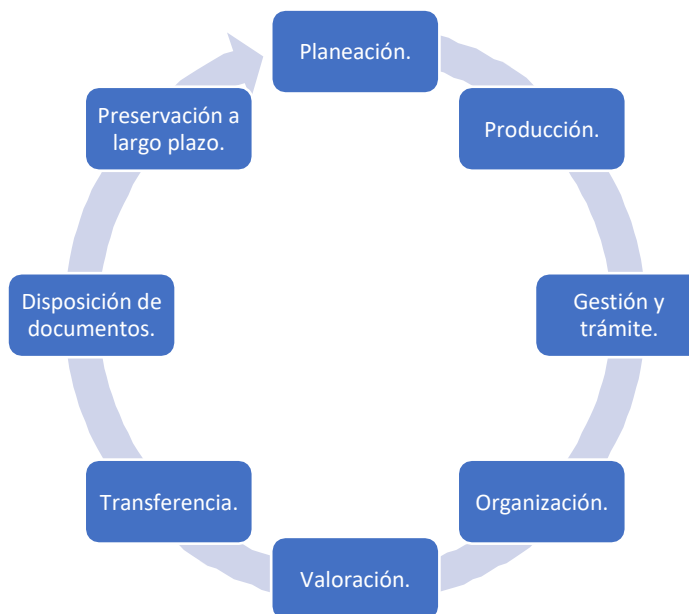 Planeación.
Producción.
Gestión y
trámite.
Organización.
Valoración.
Transferencia.
Disposición de
documentos.
Preservación a
largo plazo.